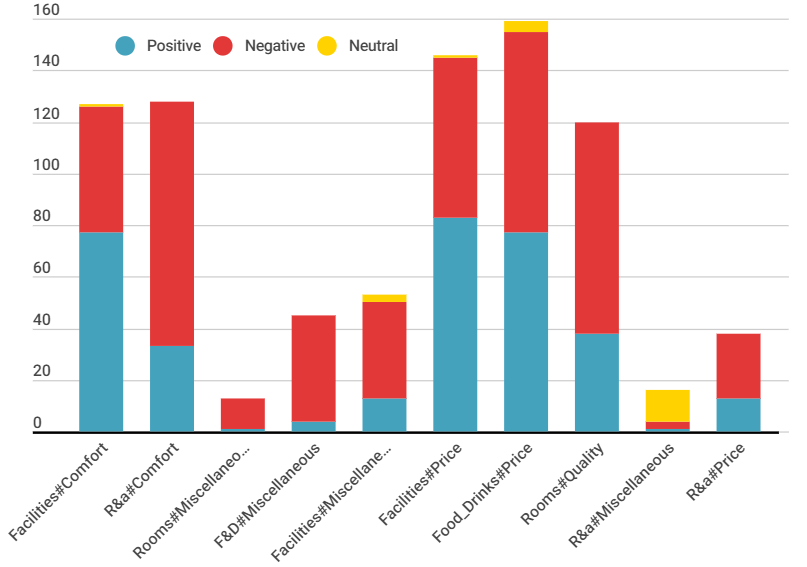 160
Positive Negative Neutral
140
120
100
80
60
40
20
0
Facilities#Comfort
R&a#Comfort
Rooms#Miscellaneo...
F&D#Miscellaneous
Facilities#Miscellane...
Facilities#Price
Food_Drinks#Price
Rooms#Quality
R&a#Miscellaneous
R&a#Price